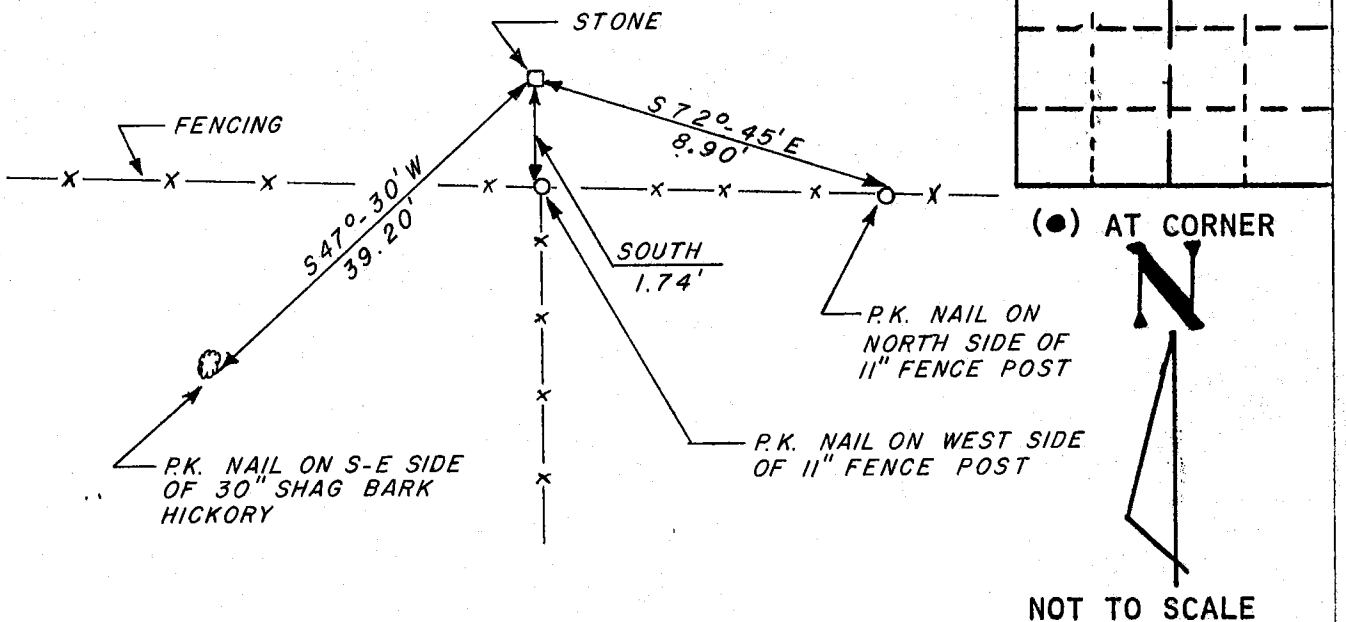 STONE
FENCING
S 72°-45' E
8.90'
S 47°-30' W
39.20'
SOUTH
1.74'
(●) AT CORNER
N
P.K. NAIL ON
NORTH SIDE OF
11" FENCE POST
P.K. NAIL ON WEST SIDE
OF 11" FENCE POST
P.K. NAIL ON S-E SIDE
OF 30" SHAG BARK
HICKORY
NOT TO SCALE